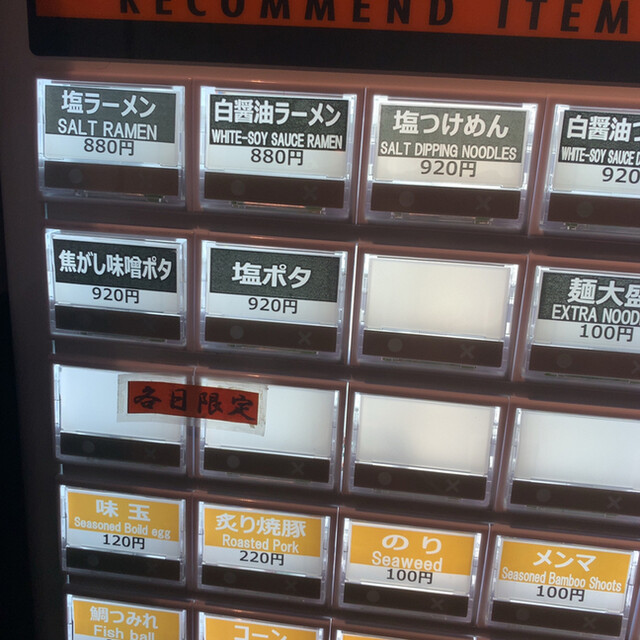 RECOMMEND ITEM
塩ラーメン
SALT RAMEN
880円
白醤油ラーメン
WHITE-SOY SAUCE RAMEN
880円
塩つけめん
SALT DIPPING NOODLES
920円
白醤油つ
WHITE-SOY SAUCE
920
焦がし味噌ポタ
920円
塩ポタ
920円
麺大盛
EXTRA NOOD
100円
各日限定
味玉
Seasoned Boild egg
120円
炙り焼豚
Roasted Pork
220円
のり
Seaweed
100円
メンマ
Seasoned Bamboo Shoots
100円
鯛つみれ
Fish ball
コーン